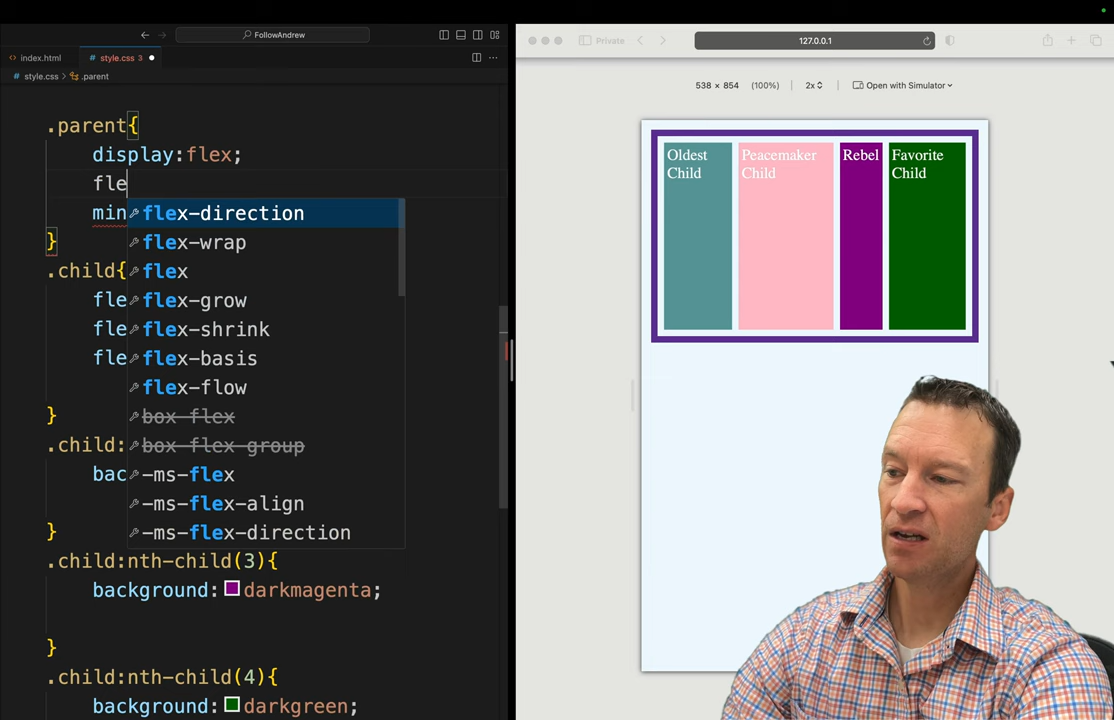 FollowAndrew
index.html
style.css 3
style.css > .parent
.parent{
display:flex;
fle
min
}
.child{
fle
fle
fle
}
.child:
bac
}
.child:nth-child(3){
background: darkmagenta;
}
.child:nth-child(4){
background: darkgreen;
flex-direction
flex-wrap
flex
flex-grow
flex-shrink
flex-basis
flex-flow
box-flex
box-flex-group
-ms-flex
-ms-flex-align
-ms-flex-direction
Private
127.0.0.1
538 × 854 (100%) 2x Open with Simulator
Oldest
Child
Peacemaker
Child
Rebel
Favorite
Child